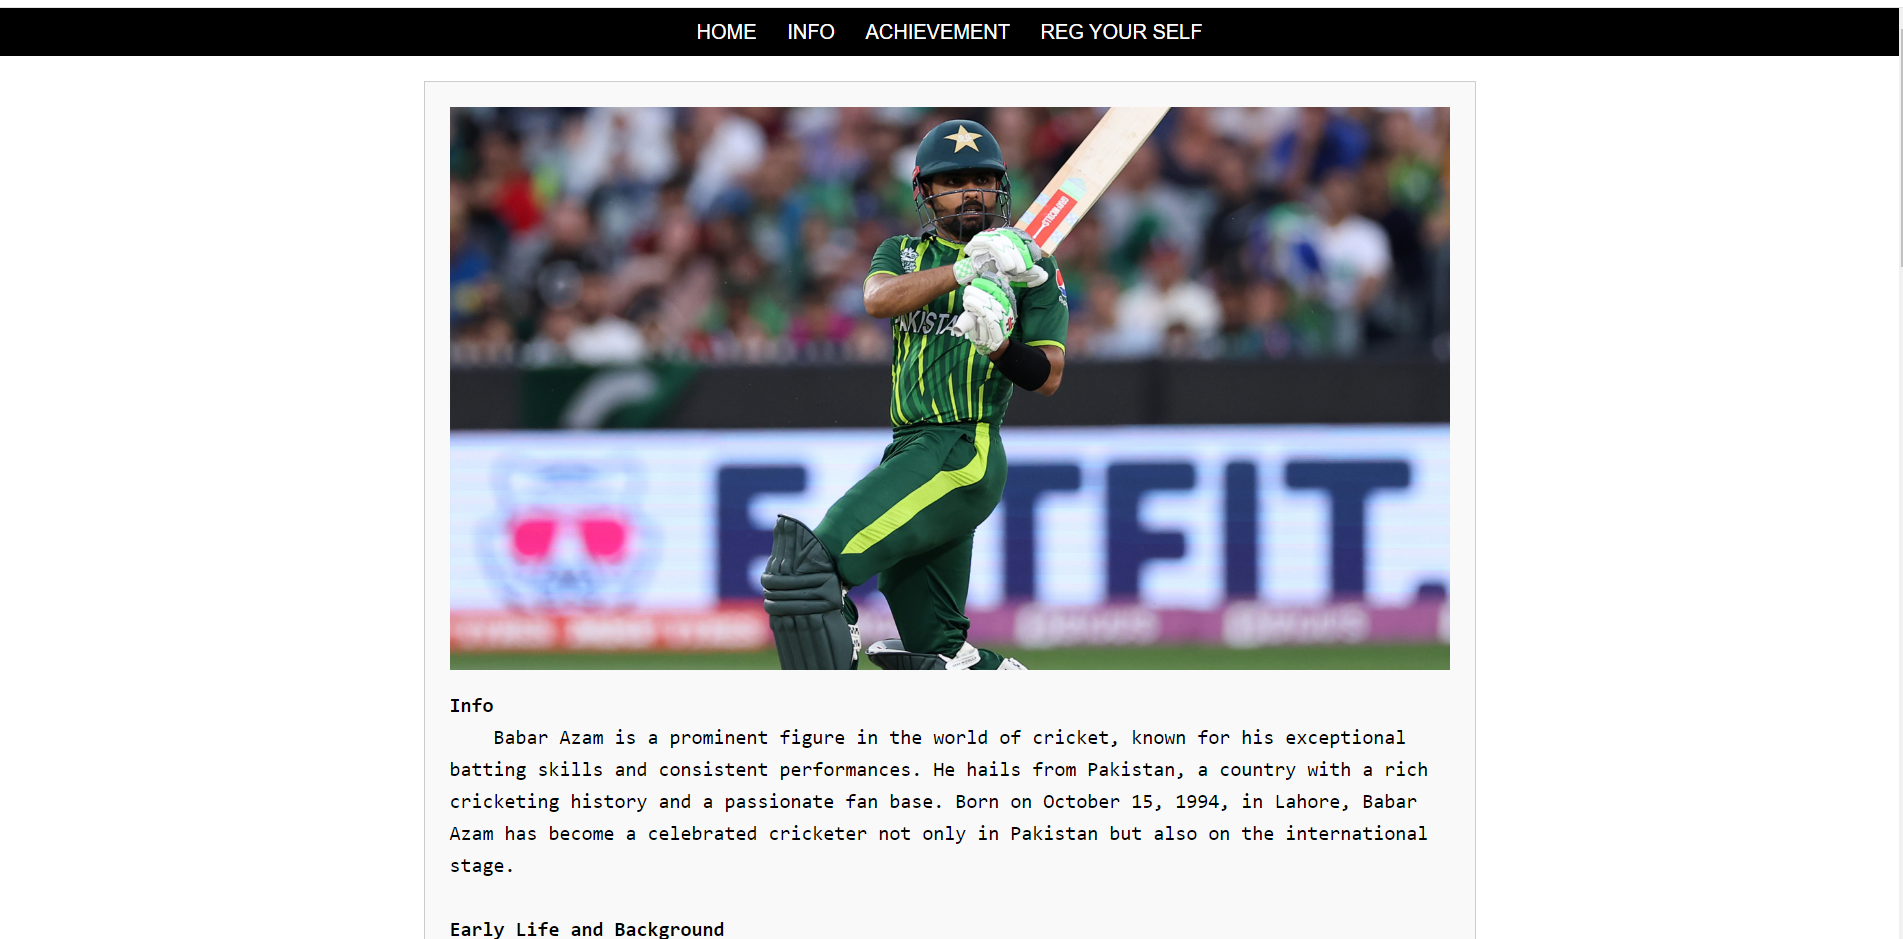 HOME INFO ACHIEVEMENT REG YOUR SELF
Info
Babar Azam is a prominent figure in the world of cricket, known for his exceptional
batting skills and consistent performances. He hails from Pakistan, a country with a rich
cricketing history and a passionate fan base. Born on October 15, 1994, in Lahore, Babar
Azam has become a celebrated cricketer not only in Pakistan but also on the international
stage.
Early Life and Background